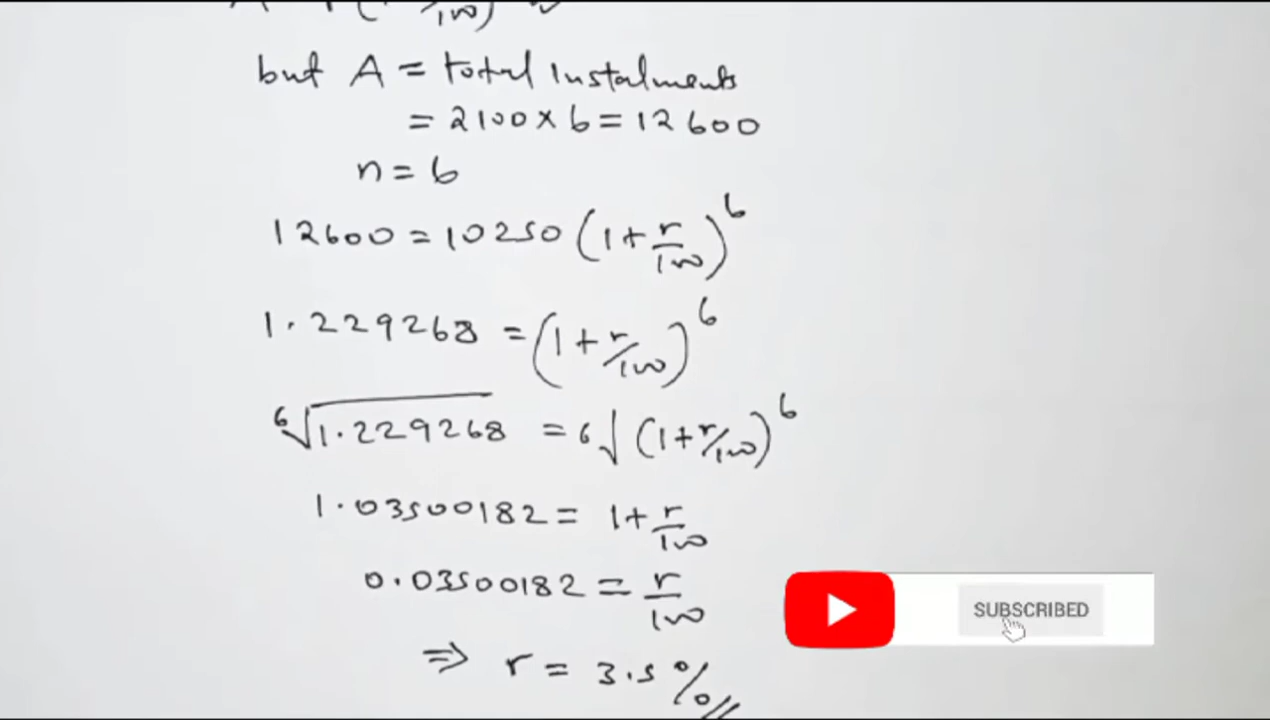 but A = total instalments
= 2100 × 6 = 12600
n = 6
12600 = 10250 (1 + r/100)^6
1.229268 = (1 + r/100)^6
6√1.229268 = 6√(1 + r/100)^6
1.03500182 = 1 + r/100
0.03500182 = r/100
⇒ r = 3.5 %
SUBSCRIBED